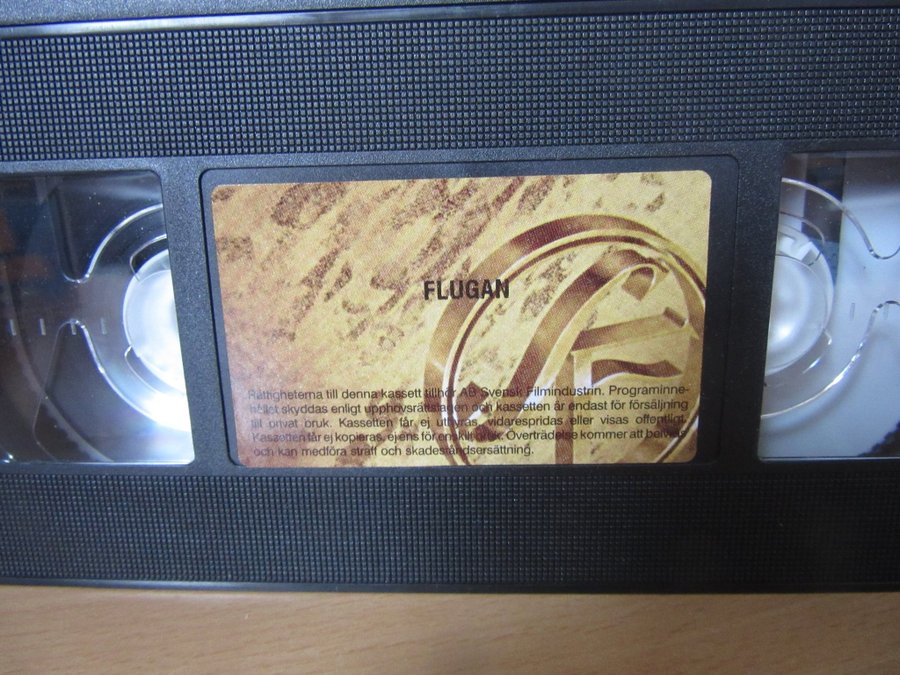 FLUGAN
Rättigheterna till denna kassett tillhör AB Svensk Filmindustrin. Programinne-
hållet skyddas enligt upphovsrättslagen och kassetten är endast för försäljning
till privat bruk. Kassetten får ej uthyras, vidarespridas eller visas offentligt.
Kassetten får ej kopieras, ej ens för enskilt bruk. Överträdelse kommer att beivras
och kan medföra straff och skadeståndsersättning.